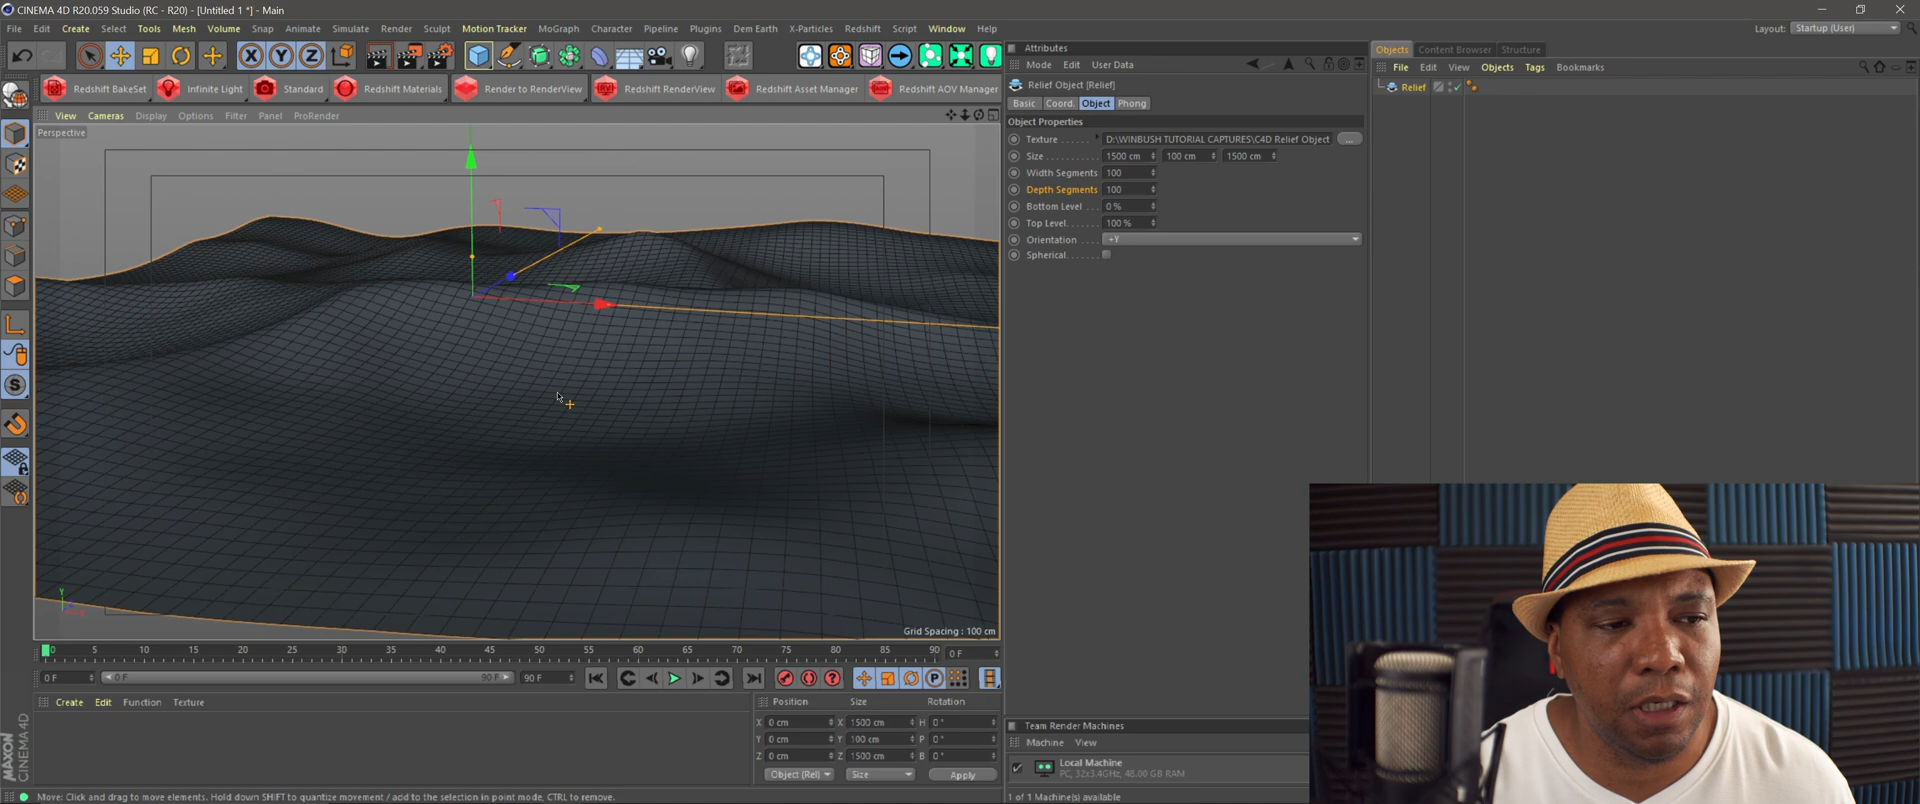 CINEMA 4D R20.059 Studio (RC - R20) - [Untitled 1 *] - Main
File Edit Create Select Tools Mesh Volume Snap Animate Simulate Render Sculpt Motion Tracker MoGraph Character Pipeline Plugins Dem Earth X-Particles Redshift Script Window Help
Layout: Startup (User)
Redshift BakeSet Infinite Light Standard Redshift Materials Render to RenderView Redshift RenderView Redshift Asset Manager Redshift AOV Manager
View Cameras Display Options Filter Panel ProRender
Perspective
Grid Spacing : 100 cm
Attributes
Mode Edit User Data
Relief Object [Relief]
Basic Coord. Object Phong
Object Properties
Texture D:\WINBUSH TUTORIAL CAPTURES\C4D Relief Object ...
Size 1500 cm 100 cm 1500 cm
Width Segments 100
Depth Segments 100
Bottom Level 0 %
Top Level 100 %
Orientation +Y
Spherical
Objects Content Browser Structure
File Edit View Objects Tags Bookmarks
Relief
0 5 10 15 20 25 30 35 40 45 50 55 60 65 70 75 80 85 90 0 F
0 F 0 F 90 F 90 F
Create Edit Function Texture
Position Size Rotation
X 0 cm X 1500 cm H 0 °
Y 0 cm Y 100 cm P 0 °
Z 0 cm Z 1500 cm B 0 °
Object (Rel) Size Apply
Team Render Machines
Machine View
Local Machine
PC, 32x3.4GHz, 48.00 GB RAM
1 of 1 Machine(s) available
MAXON CINEMA4D
Move: Click and drag to move elements. Hold down SHIFT to quantize movement / add to the selection in point mode, CTRL to remove.